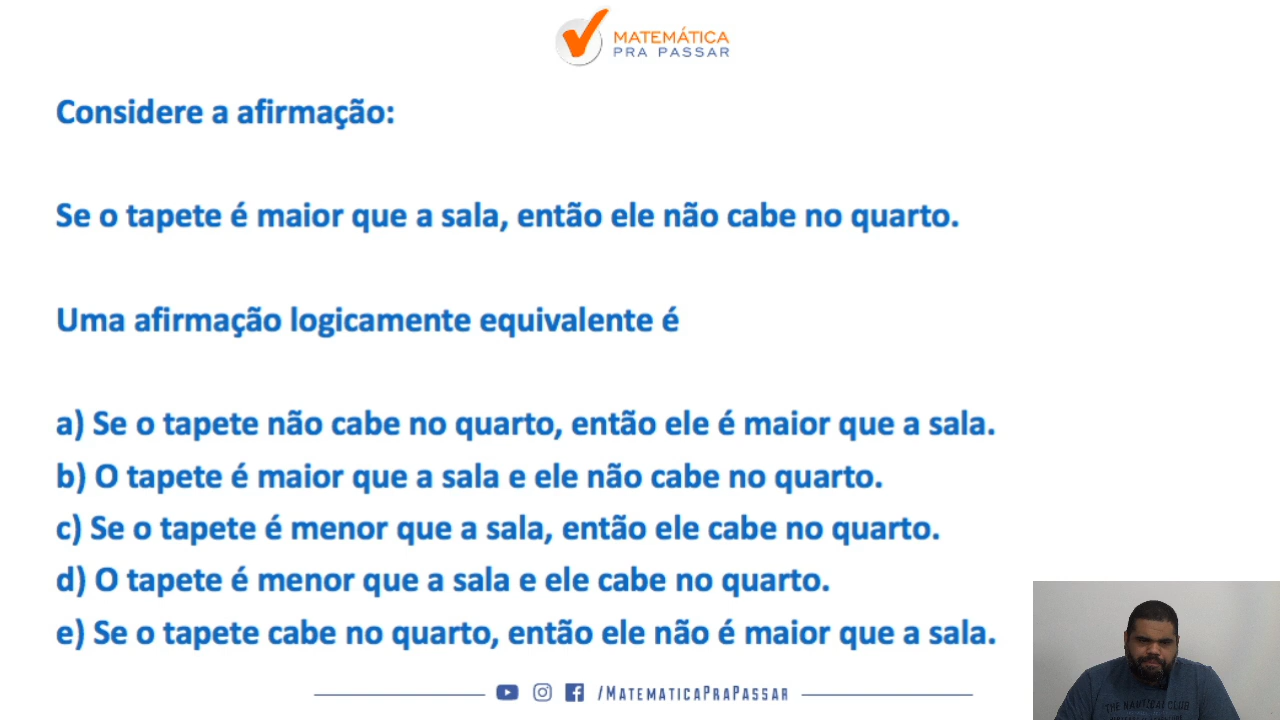 MATEMÁTICA
PRA PASSAR
Considere a afirmação:
Se o tapete é maior que a sala, então ele não cabe no quarto.
Uma afirmação logicamente equivalente é
a) Se o tapete não cabe no quarto, então ele é maior que a sala.
b) O tapete é maior que a sala e ele não cabe no quarto.
c) Se o tapete é menor que a sala, então ele cabe no quarto.
d) O tapete é menor que a sala e ele cabe no quarto.
e) Se o tapete cabe no quarto, então ele não é maior que a sala.
/MATEMATICAPRAPASSAR
THE NAUTICAL CLUB